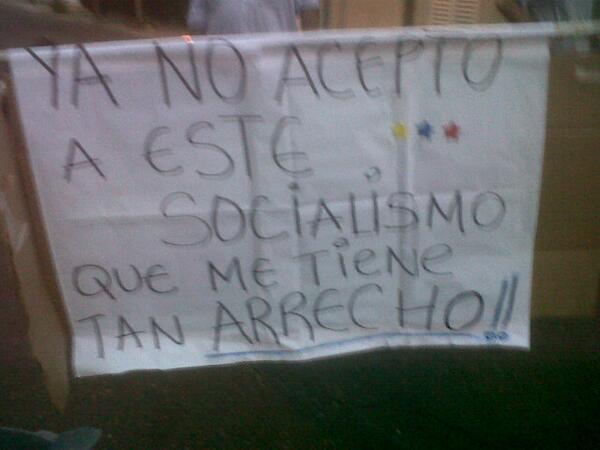 YA NO ACEPTO
A ESTE
SOCIALISMO
QUE ME TIENE
TAN ARRECHO!!